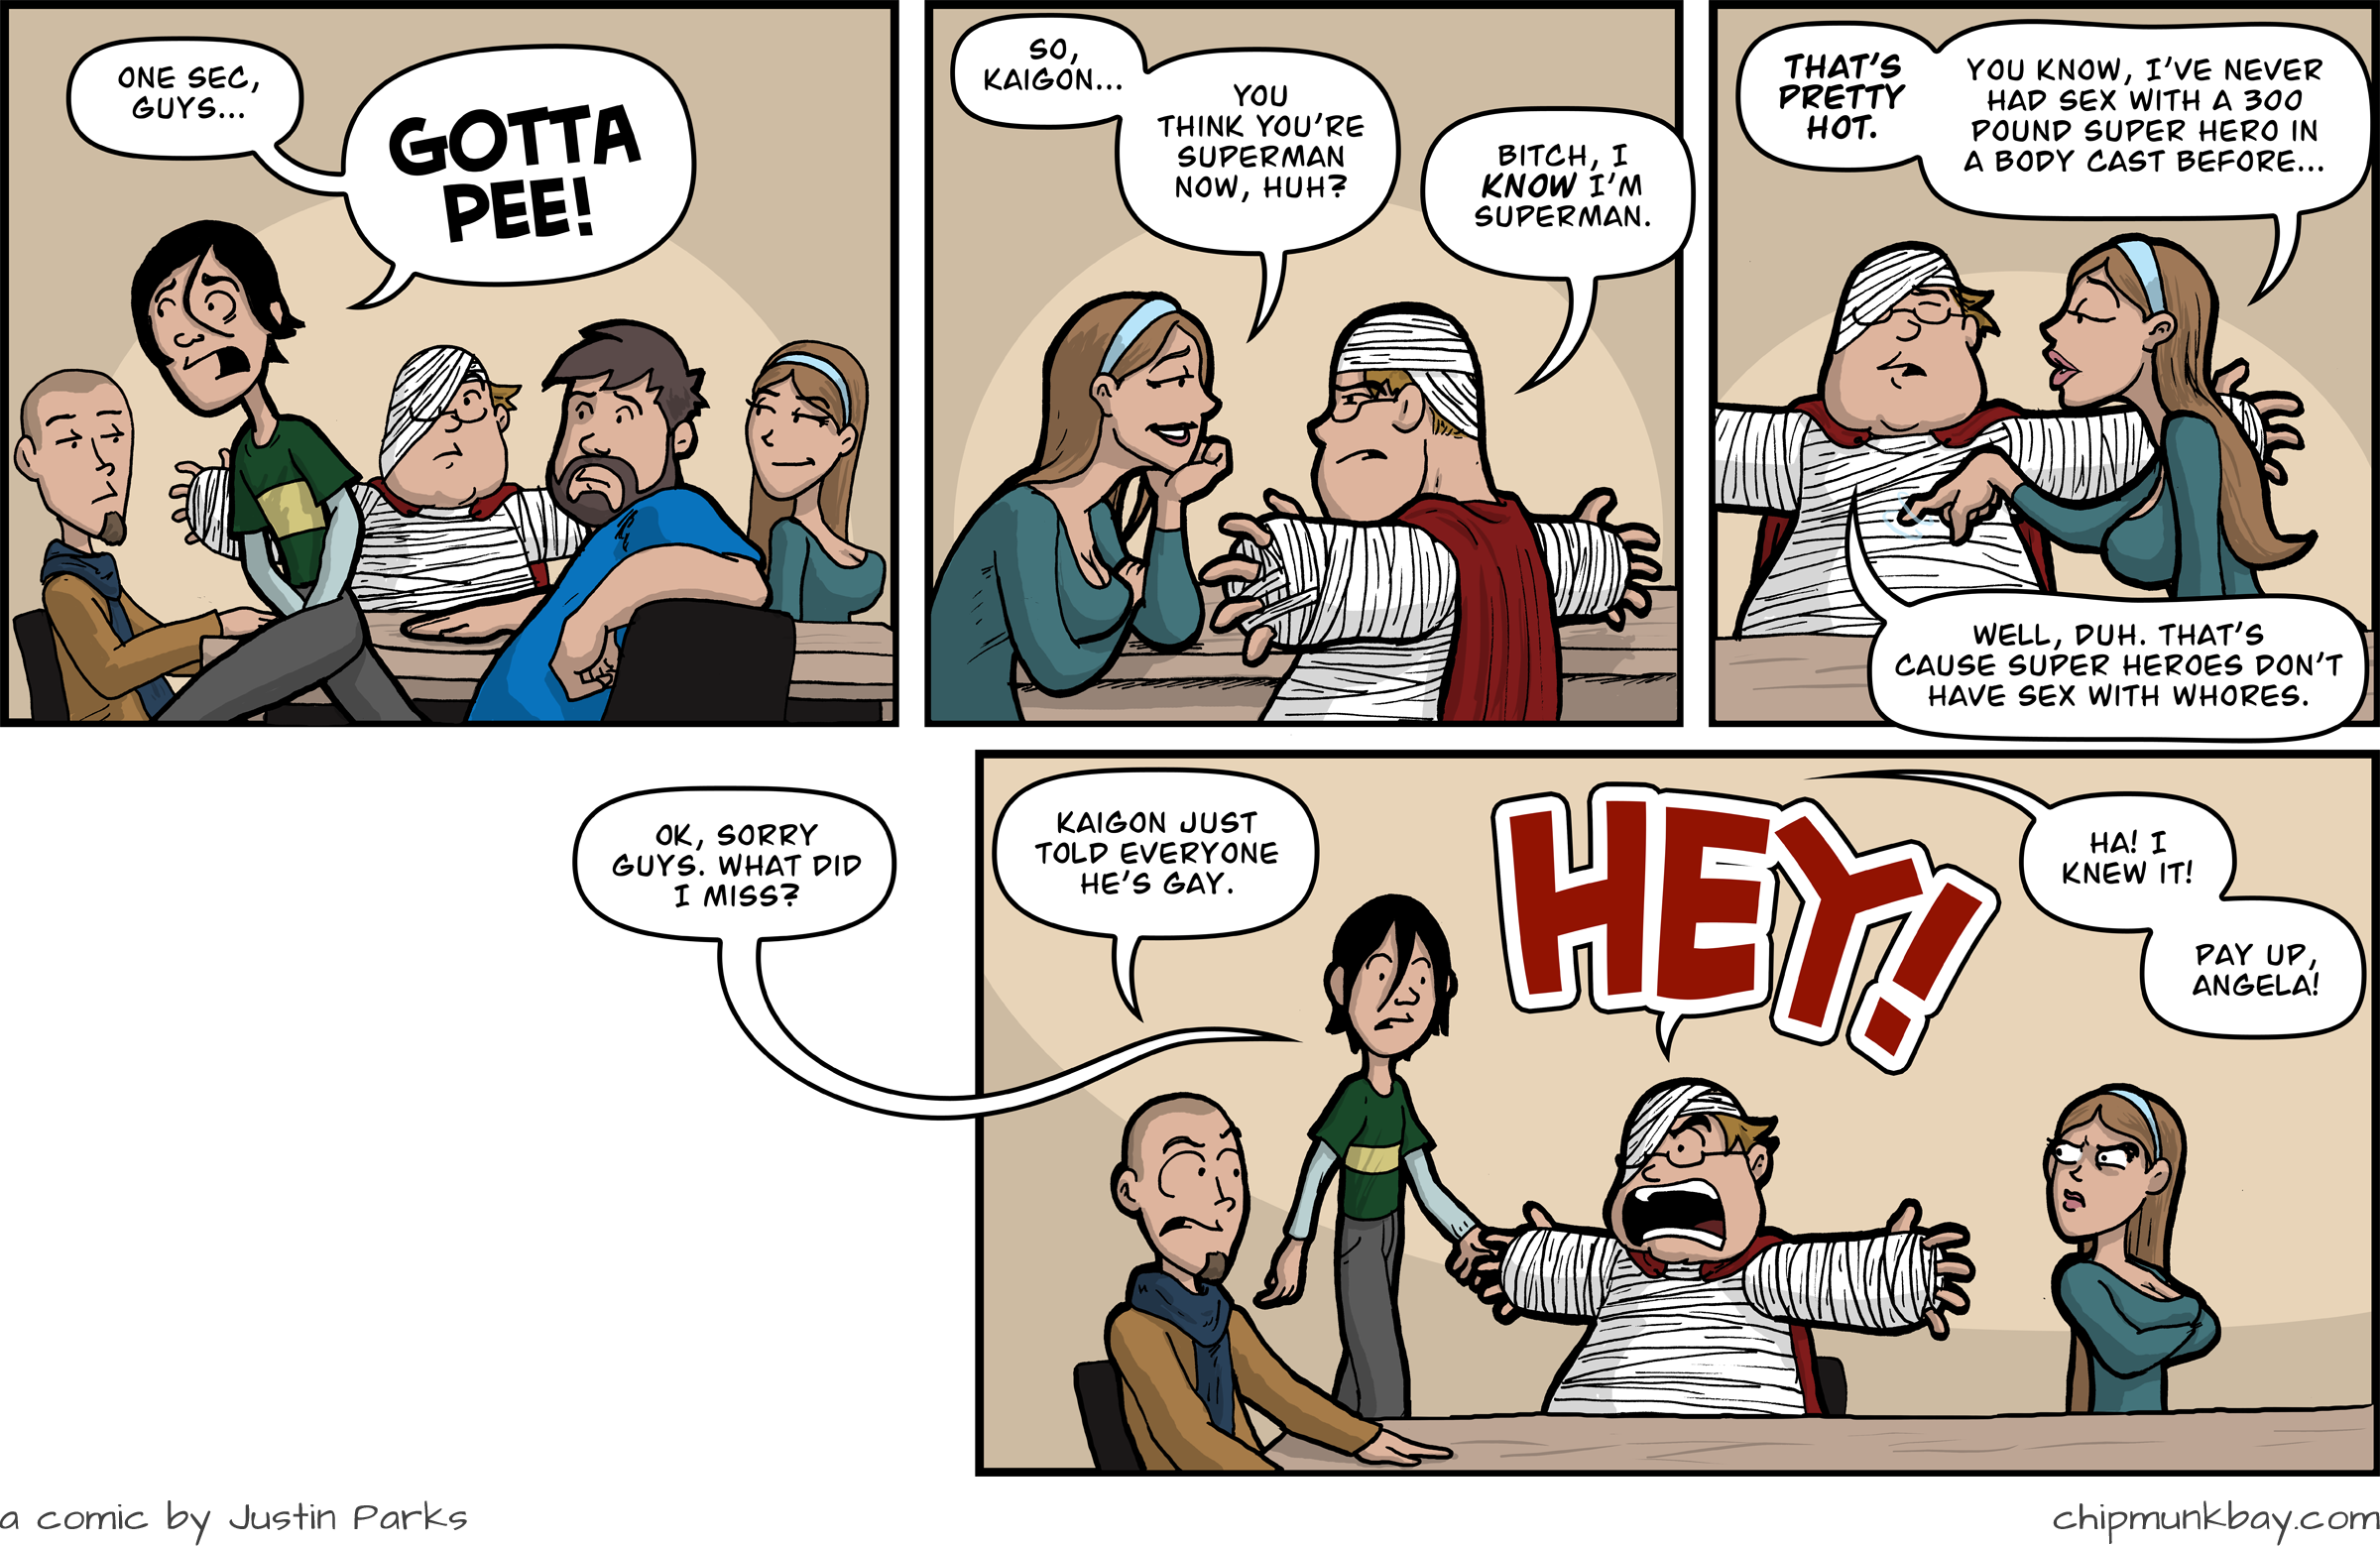 ONE SEC,
GUYS...
GOTTA
PEE!
SO,
KAIGON...
YOU
THINK YOU'RE
SUPERMAN
NOW, HUH?
BITCH, I
KNOW I'M
SUPERMAN.
THAT'S
PRETTY
HOT.
YOU KNOW, I'VE NEVER
HAD SEX WITH A 300
POUND SUPER HERO IN
A BODY CAST BEFORE...
WELL, DUH. THAT'S
CAUSE SUPER HEROES DON'T
HAVE SEX WITH WHORES.
OK, SORRY
GUYS. WHAT DID
I MISS?
KAIGON JUST
TOLD EVERYONE
HE'S GAY.
HEY!
HA! I
KNEW IT!
PAY UP,
ANGELA!
a comic by Justin Parks
chipmunkbay.com